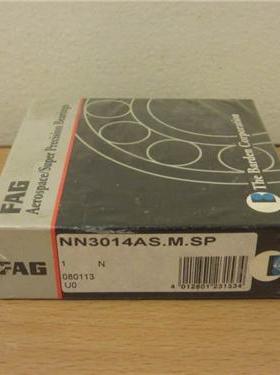 FAG
Aerospace/Super Precision Bearings
B The Barden Corporation
FAG
NN3014AS.M.SP
1 N
080113
U0
4 012801 231534